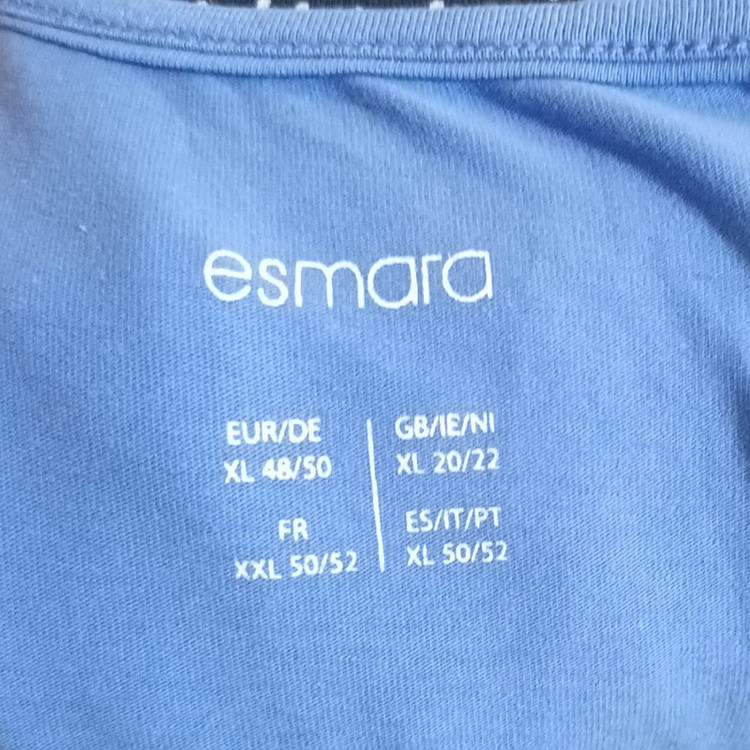 esmara
EUR/DE
XL 48/50
GB/IE/NI
XL 20/22
FR
XXL 50/52
ES/IT/PT
XL 50/52